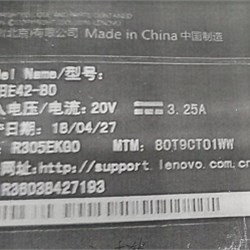 (北京)有限公司 Made in China 中国制造
el Name/型号:
E42-80
入电压/电流: 20V 3.25A
产日期: 18/04/27
R305EK90 MTM: 80T9CTO1WW
网址:http://support.lenovo.com.cn
R38038427193